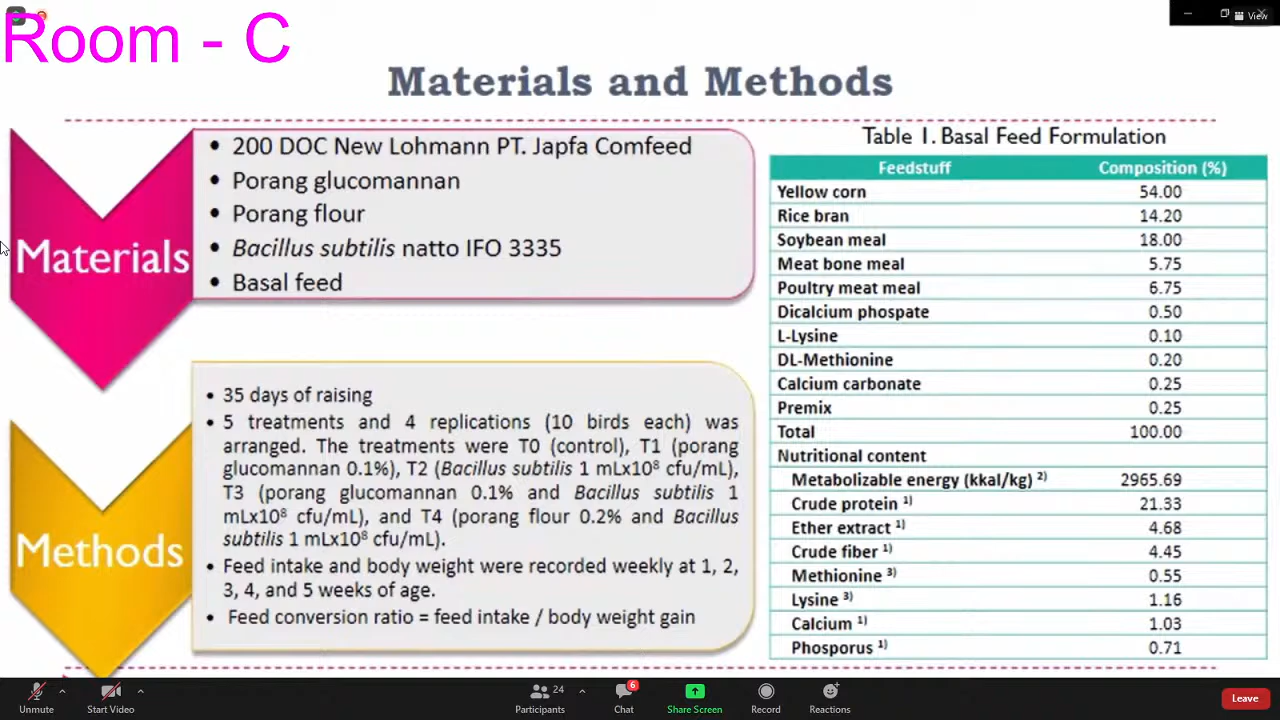 Room - C
View
Materials and Methods
Materials
• 200 DOC New Lohmann PT. Japfa Comfeed
• Porang glucomannan
• Porang flour
• Bacillus subtilis natto IFO 3335
• Basal feed
Methods
• 35 days of raising
• 5 treatments and 4 replications (10 birds each) was
arranged. The treatments were T0 (control), T1 (porang
glucomannan 0.1%), T2 (Bacillus subtilis 1 mLx10⁸ cfu/mL),
T3 (porang glucomannan 0.1% and Bacillus subtilis 1
mLx10⁸ cfu/mL), and T4 (porang flour 0.2% and Bacillus
subtilis 1 mLx10⁸ cfu/mL).
• Feed intake and body weight were recorded weekly at 1, 2,
3, 4, and 5 weeks of age.
• Feed conversion ratio = feed intake / body weight gain
Table 1. Basal Feed Formulation
Feedstuff Composition (%)
Yellow corn 54.00
Rice bran 14.20
Soybean meal 18.00
Meat bone meal 5.75
Poultry meat meal 6.75
Dicalcium phospate 0.50
L-Lysine 0.10
DL-Methionine 0.20
Calcium carbonate 0.25
Premix 0.25
Total 100.00
Nutritional content
Metabolizable energy (kkal/kg) ²⁾ 2965.69
Crude protein ¹⁾ 21.33
Ether extract ¹⁾ 4.68
Crude fiber ¹⁾ 4.45
Methionine ³⁾ 0.55
Lysine ³⁾ 1.16
Calcium ¹⁾ 1.03
Phosporus ¹⁾ 0.71
Unmute
Start Video
24
Participants
6
Chat
Share Screen
Record
Reactions
Leave